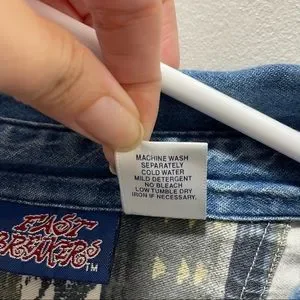 MACHINE WASH
SEPARATELY
COLD WATER
MILD DETERGENT
NO BLEACH
LOW TUMBLE DRY
IRON IF NECESSARY.
FAST
BREAKERS
TM